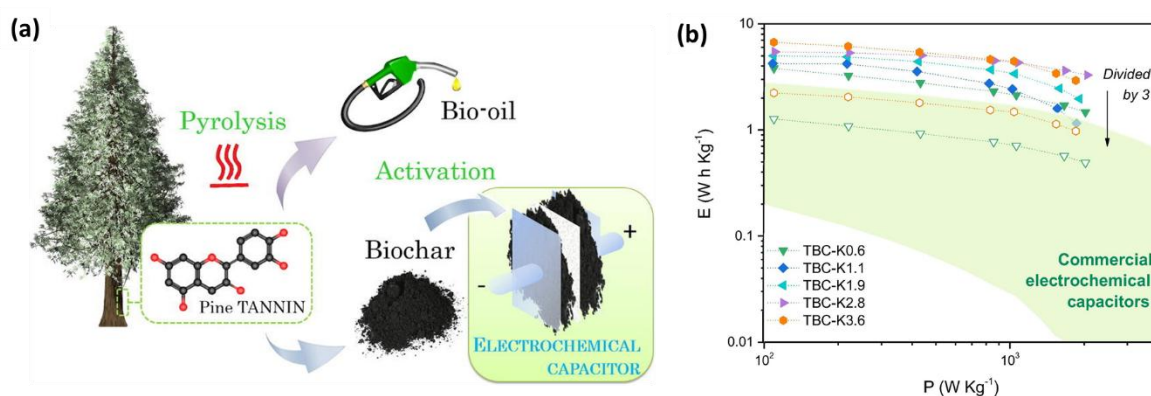 (a)
Pyrolysis
Bio-oil
Activation
Pine TANNIN
Biochar
+
-
ELECTROCHEMICAL
CAPACITOR
(b)
E (W h Kg⁻¹)
10
1
0.1
0.01
Divided
by 3
TBC-K0.6
TBC-K1.1
TBC-K1.9
TBC-K2.8
TBC-K3.6
Commercial
electrochemical
capacitors
10²
10³
P (W Kg⁻¹)